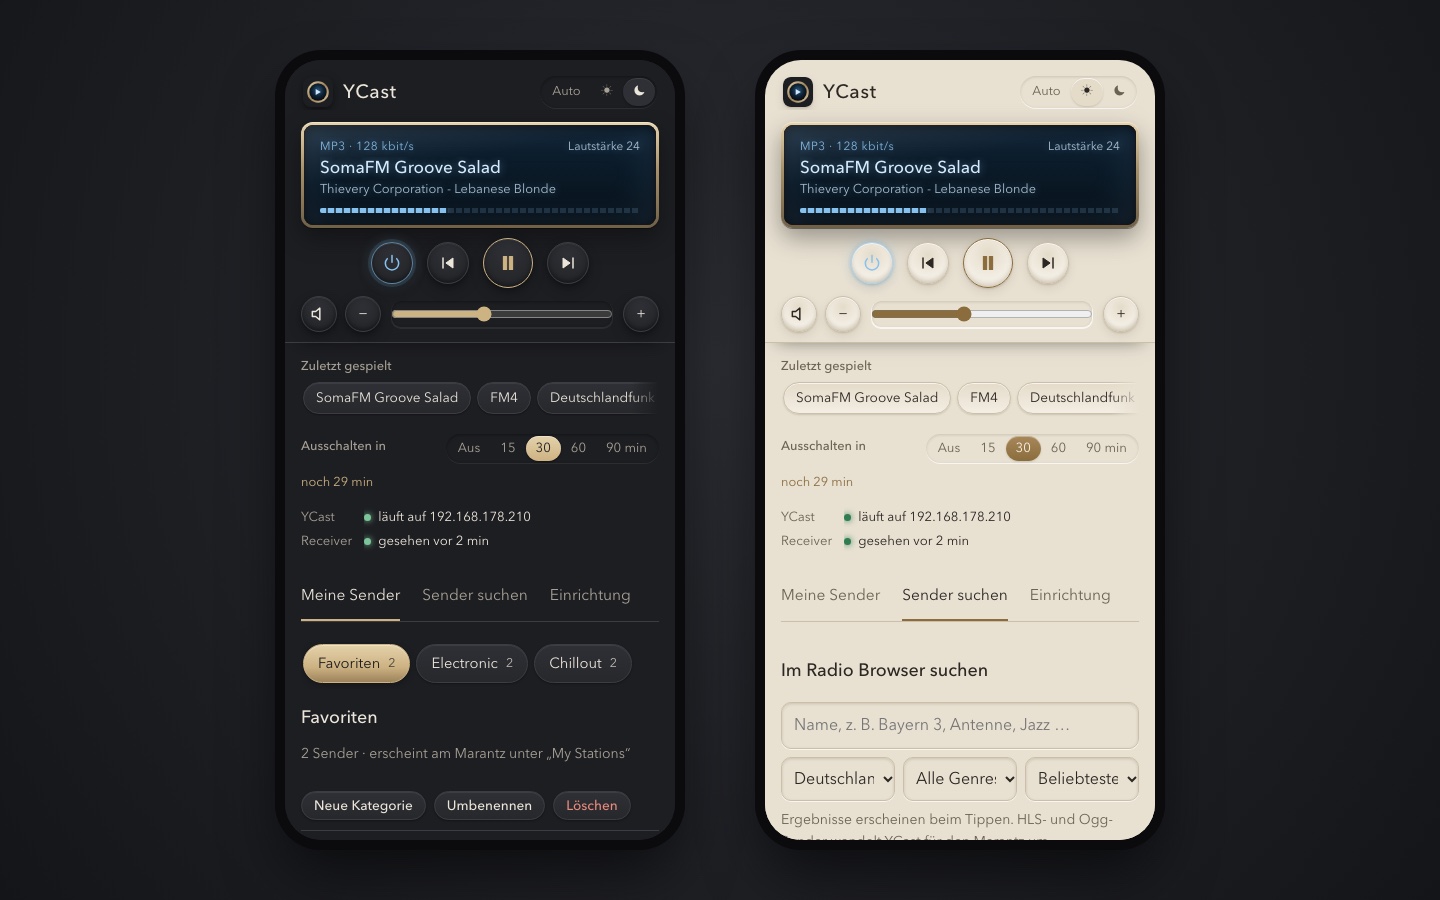 YCast
Auto
MP3 · 128 kbit/s Lautstärke 24
SomaFM Groove Salad
Thievery Corporation - Lebanese Blonde
− +
Zuletzt gespielt
SomaFM Groove Salad FM4 Deutschlandfunk
Ausschalten in Aus 15 30 60 90 min
noch 29 min
YCast läuft auf 192.168.178.210
Receiver gesehen vor 2 min
Meine Sender Sender suchen Einrichtung
Favoriten 2 Electronic 2 Chillout 2
Favoriten
2 Sender · erscheint am Marantz unter „My Stations“
Neue Kategorie Umbenennen Löschen
YCast
Auto
MP3 · 128 kbit/s Lautstärke 24
SomaFM Groove Salad
Thievery Corporation - Lebanese Blonde
− +
Zuletzt gespielt
SomaFM Groove Salad FM4 Deutschlandfunk
Ausschalten in Aus 15 30 60 90 min
noch 29 min
YCast läuft auf 192.168.178.210
Receiver gesehen vor 2 min
Meine Sender Sender suchen Einrichtung
Im Radio Browser suchen
Name, z. B. Bayern 3, Antenne, Jazz …
Deutschlan Alle Genre Beliebteste
Ergebnisse erscheinen beim Tippen. HLS- und Ogg-
wandelt YCast für den Marantz um